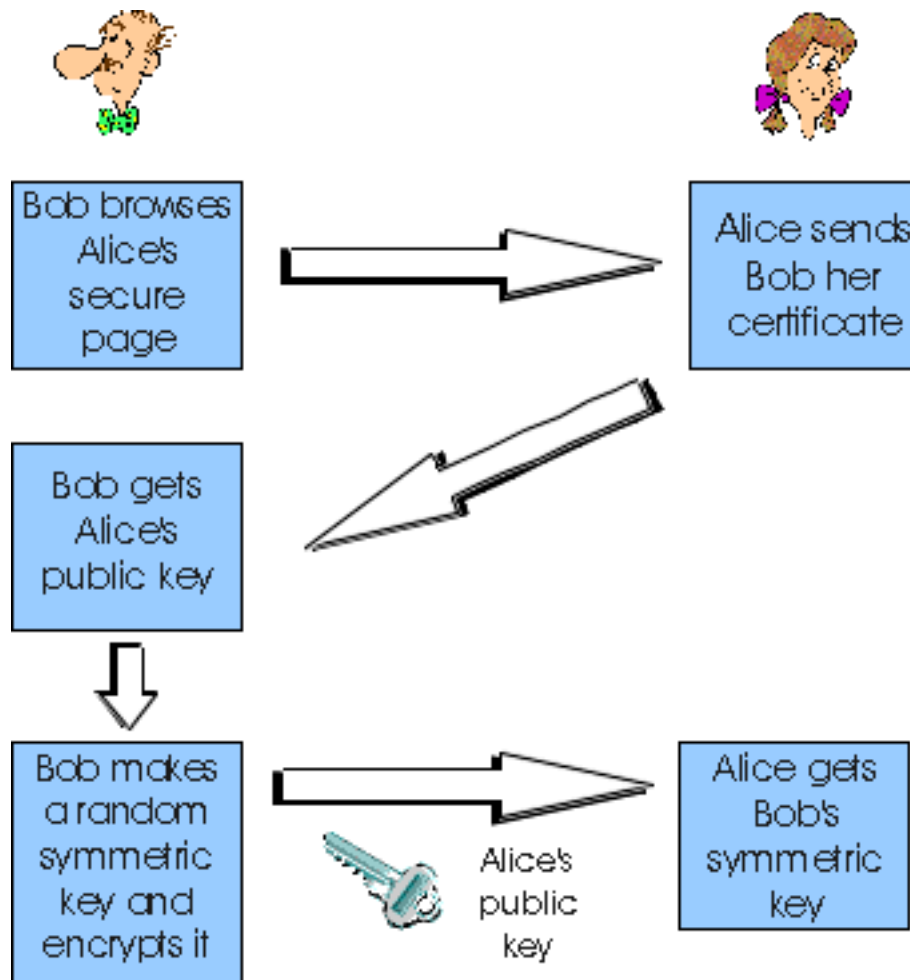 Bob browses
Alice's
secure
page
Alice sends
Bob her
certificate
Bob gets
Alice's
public key
Bob makes
a random
symmetric
key and
encrypts it
Alice's
public
key
Alice gets
Bob's
symmetric
key